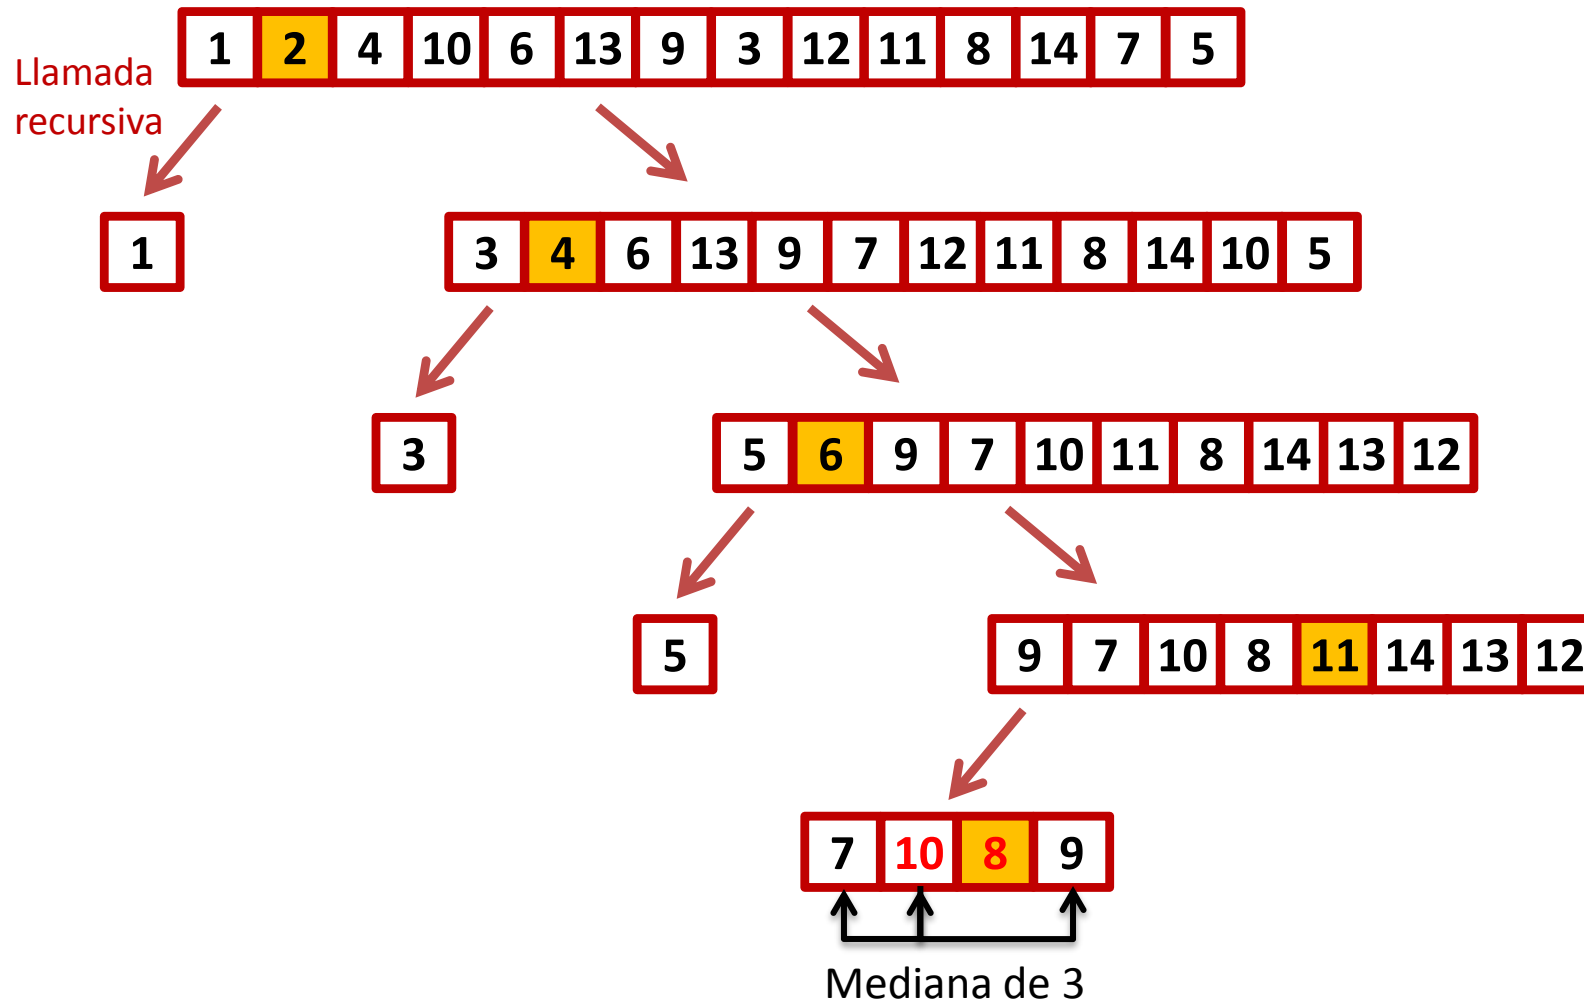 1 2 4 10 6 13 9 3 12 11 8 14 7 5
Llamada
recursiva
1
3 4 6 13 9 7 12 11 8 14 10 5
3
5 6 9 7 10 11 8 14 13 12
5
9 7 10 8 11 14 13 12
7 10 8 9
Mediana de 3